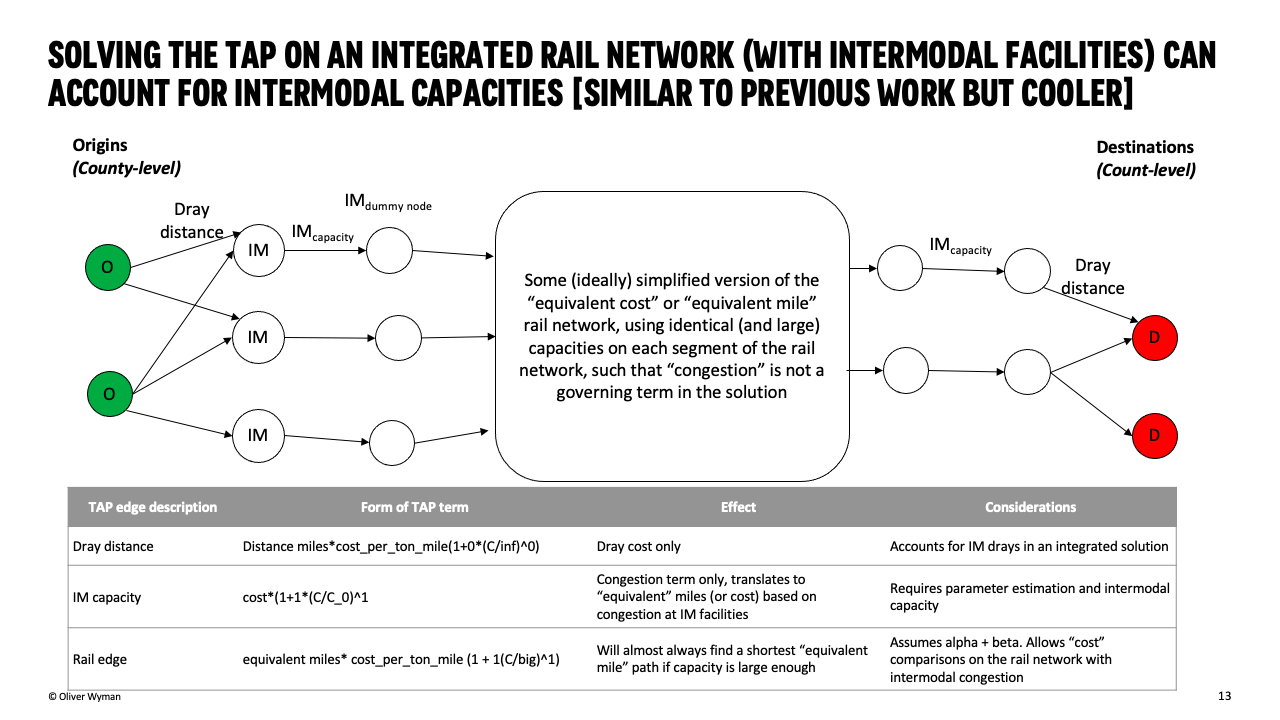 SOLVING THE TAP ON AN INTEGRATED RAIL NETWORK (WITH INTERMODAL FACILITIES) CAN
ACCOUNT FOR INTERMODAL CAPACITIES [SIMILAR TO PREVIOUS WORK BUT COOLER]
Origins
(County-level)
Destinations
(Count-level)
Dray
distance
IMdummy node
IMcapacity
O
IM
IM
O
IM
Some (ideally) simplified version of the
“equivalent cost” or “equivalent mile”
rail network, using identical (and large)
capacities on each segment of the rail
network, such that “congestion” is not a
governing term in the solution
IMcapacity
Dray
distance
D
D
TAP edge description
Form of TAP term
Effect
Considerations
Dray distance
Distance miles*cost_per_ton_mile(1+0*(C/inf)^0)
Dray cost only
Accounts for IM drays in an integrated solution
IM capacity
cost*(1+1*(C/C_0)^1
Congestion term only, translates to
“equivalent” miles (or cost) based on
congestion at IM facilities
Requires parameter estimation and intermodal
capacity
Rail edge
equivalent miles* cost_per_ton_mile (1 + 1(C/big)^1)
Will almost always find a shortest “equivalent
mile” path if capacity is large enough
Assumes alpha + beta. Allows “cost”
comparisons on the rail network with
intermodal congestion
© Oliver Wyman
13